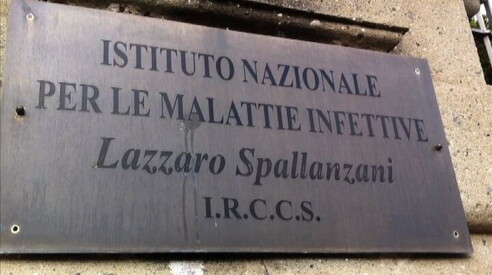 ISTITUTO NAZIONALE
PER LE MALATTIE INFETTIVE
Lazzaro Spallanzani
I.R.C.C.S.